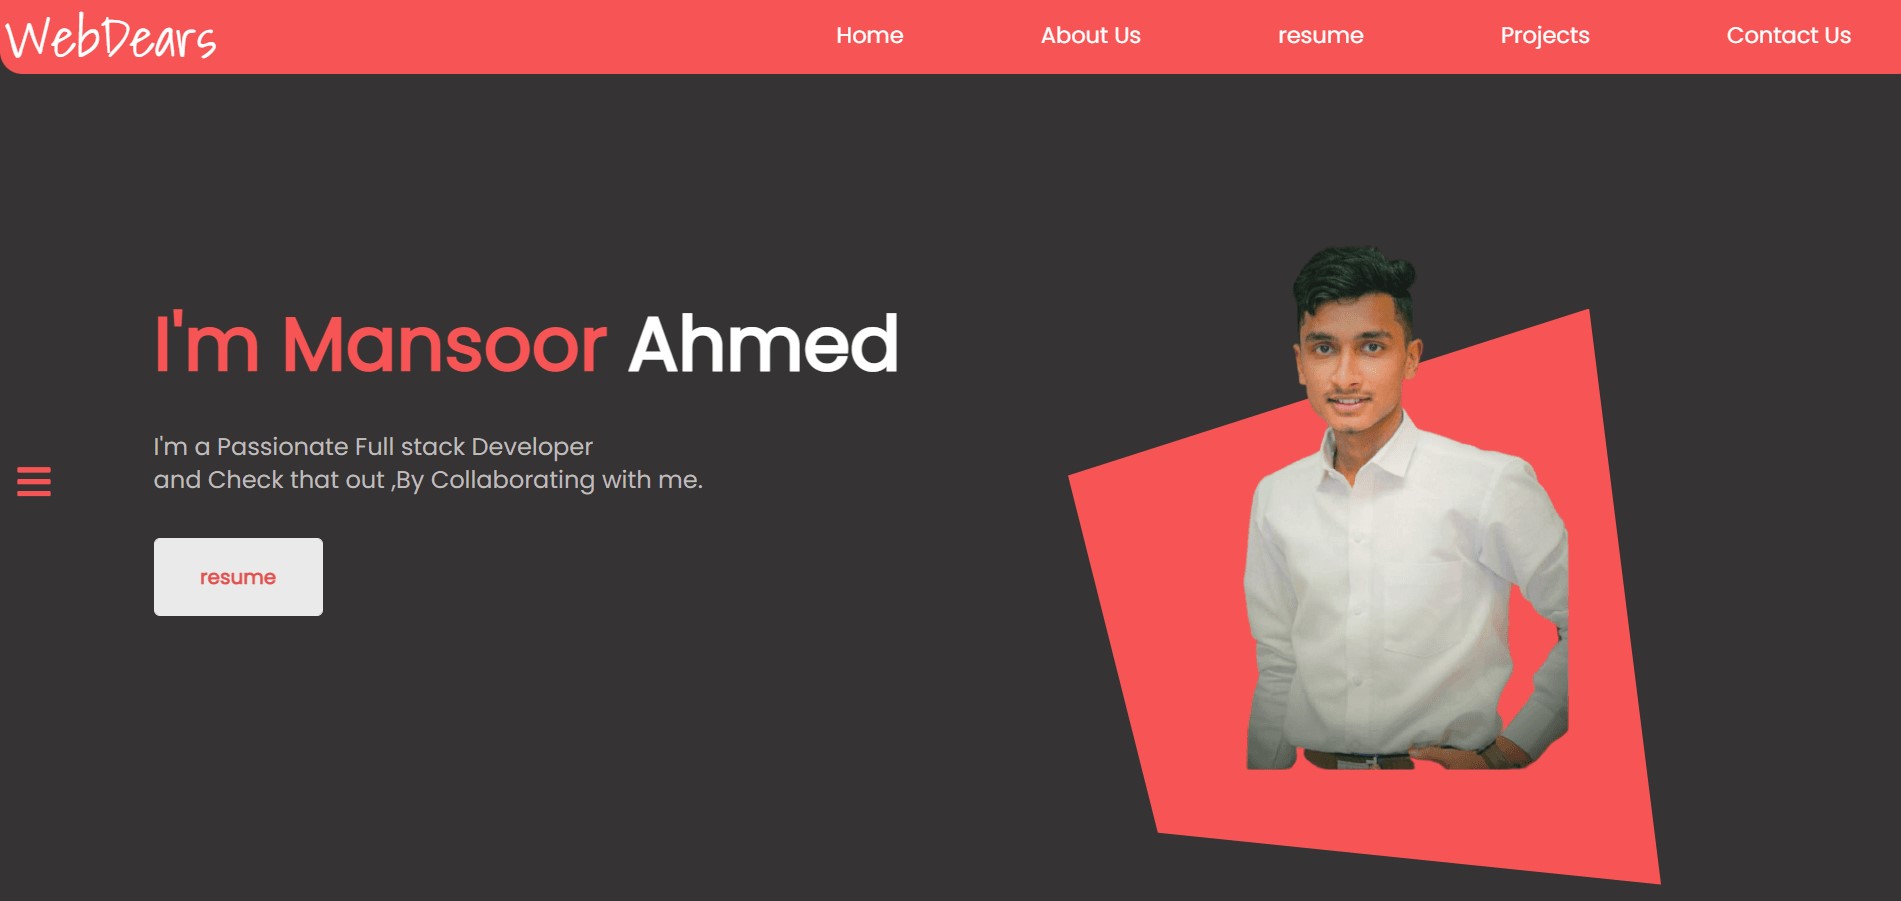 WebDears
Home
About Us
resume
Projects
Contact Us
I'm Mansoor Ahmed
I'm a Passionate Full stack Developer
and Check that out ,By Collaborating with me.
resume